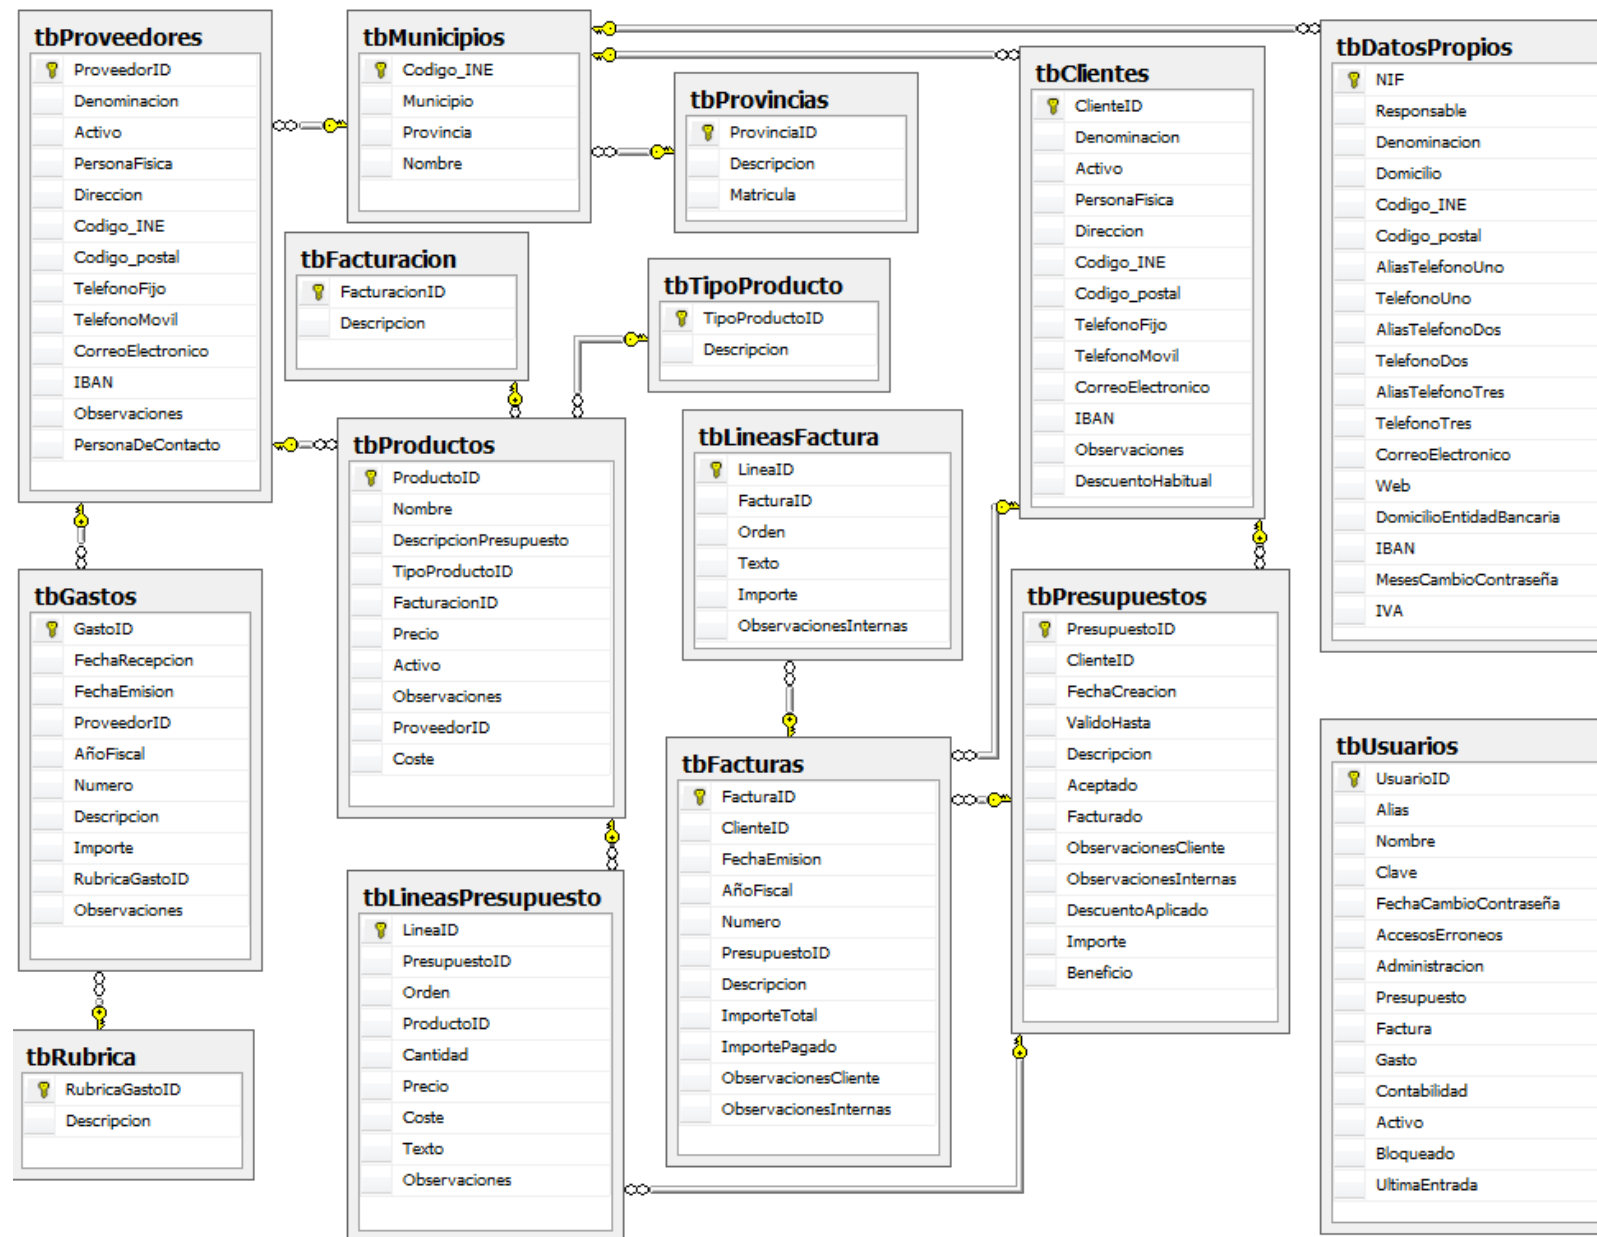 tbProveedores
ProveedorID
Denominacion
Activo
PersonaFisica
Direccion
Codigo_INE
Codigo_postal
TelefonoFijo
TelefonoMovil
CorreoElectronico
IBAN
Observaciones
PersonaDeContacto
tbMunicipios
Codigo_INE
Municipio
Provincia
Nombre
tbProvincias
ProvinciaID
Descripcion
Matricula
tbClientes
ClienteID
Denominacion
Activo
PersonaFisica
Direccion
Codigo_INE
Codigo_postal
TelefonoFijo
TelefonoMovil
CorreoElectronico
IBAN
Observaciones
DescuentoHabitual
tbDatosPropios
NIF
Responsable
Denominacion
Domicilio
Codigo_INE
Codigo_postal
AliasTelefonoUno
TelefonoUno
AliasTelefonoDos
TelefonoDos
AliasTelefonoTres
TelefonoTres
CorreoElectronico
Web
DomicilioEntidadBancaria
IBAN
MesesCambioContraseña
IVA
tbFacturacion
FacturacionID
Descripcion
tbTipoProducto
TipoProductoID
Descripcion
tbProductos
ProductoID
Nombre
DescripcionPresupuesto
TipoProductoID
FacturacionID
Precio
Activo
Observaciones
ProveedorID
Coste
tbLineasFactura
LineaID
FacturaID
Orden
Texto
Importe
ObservacionesInternas
tbGastos
GastoID
FechaRecepcion
FechaEmision
ProveedorID
AñoFiscal
Numero
Descripcion
Importe
RubricaGastoID
Observaciones
tbPresupuestos
PresupuestoID
ClienteID
FechaCreacion
ValidoHasta
Descripcion
Aceptado
Facturado
ObservacionesCliente
ObservacionesInternas
DescuentoAplicado
Importe
Beneficio
tbFacturas
FacturaID
ClienteID
FechaEmision
AñoFiscal
Numero
PresupuestoID
Descripcion
ImporteTotal
ImportePagado
ObservacionesCliente
ObservacionesInternas
tbUsuarios
UsuarioID
Alias
Nombre
Clave
FechaCambioContraseña
AccesosErroneos
Administracion
Presupuesto
Factura
Gasto
Contabilidad
Activo
Bloqueado
UltimaEntrada
tbLineasPresupuesto
LineaID
PresupuestoID
Orden
ProductoID
Cantidad
Precio
Coste
Texto
Observaciones
tbRubrica
RubricaGastoID
Descripcion